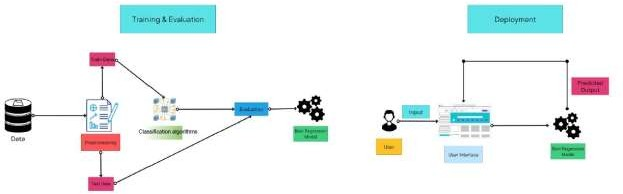 Training & Evaluation
Train Data
Data
Preprocessing
Classification algorithms
Evaluation
Best Regression
Model
Test Data
Deployment
Predicted
Output
Input
User
User Interface
Best Regression
Model